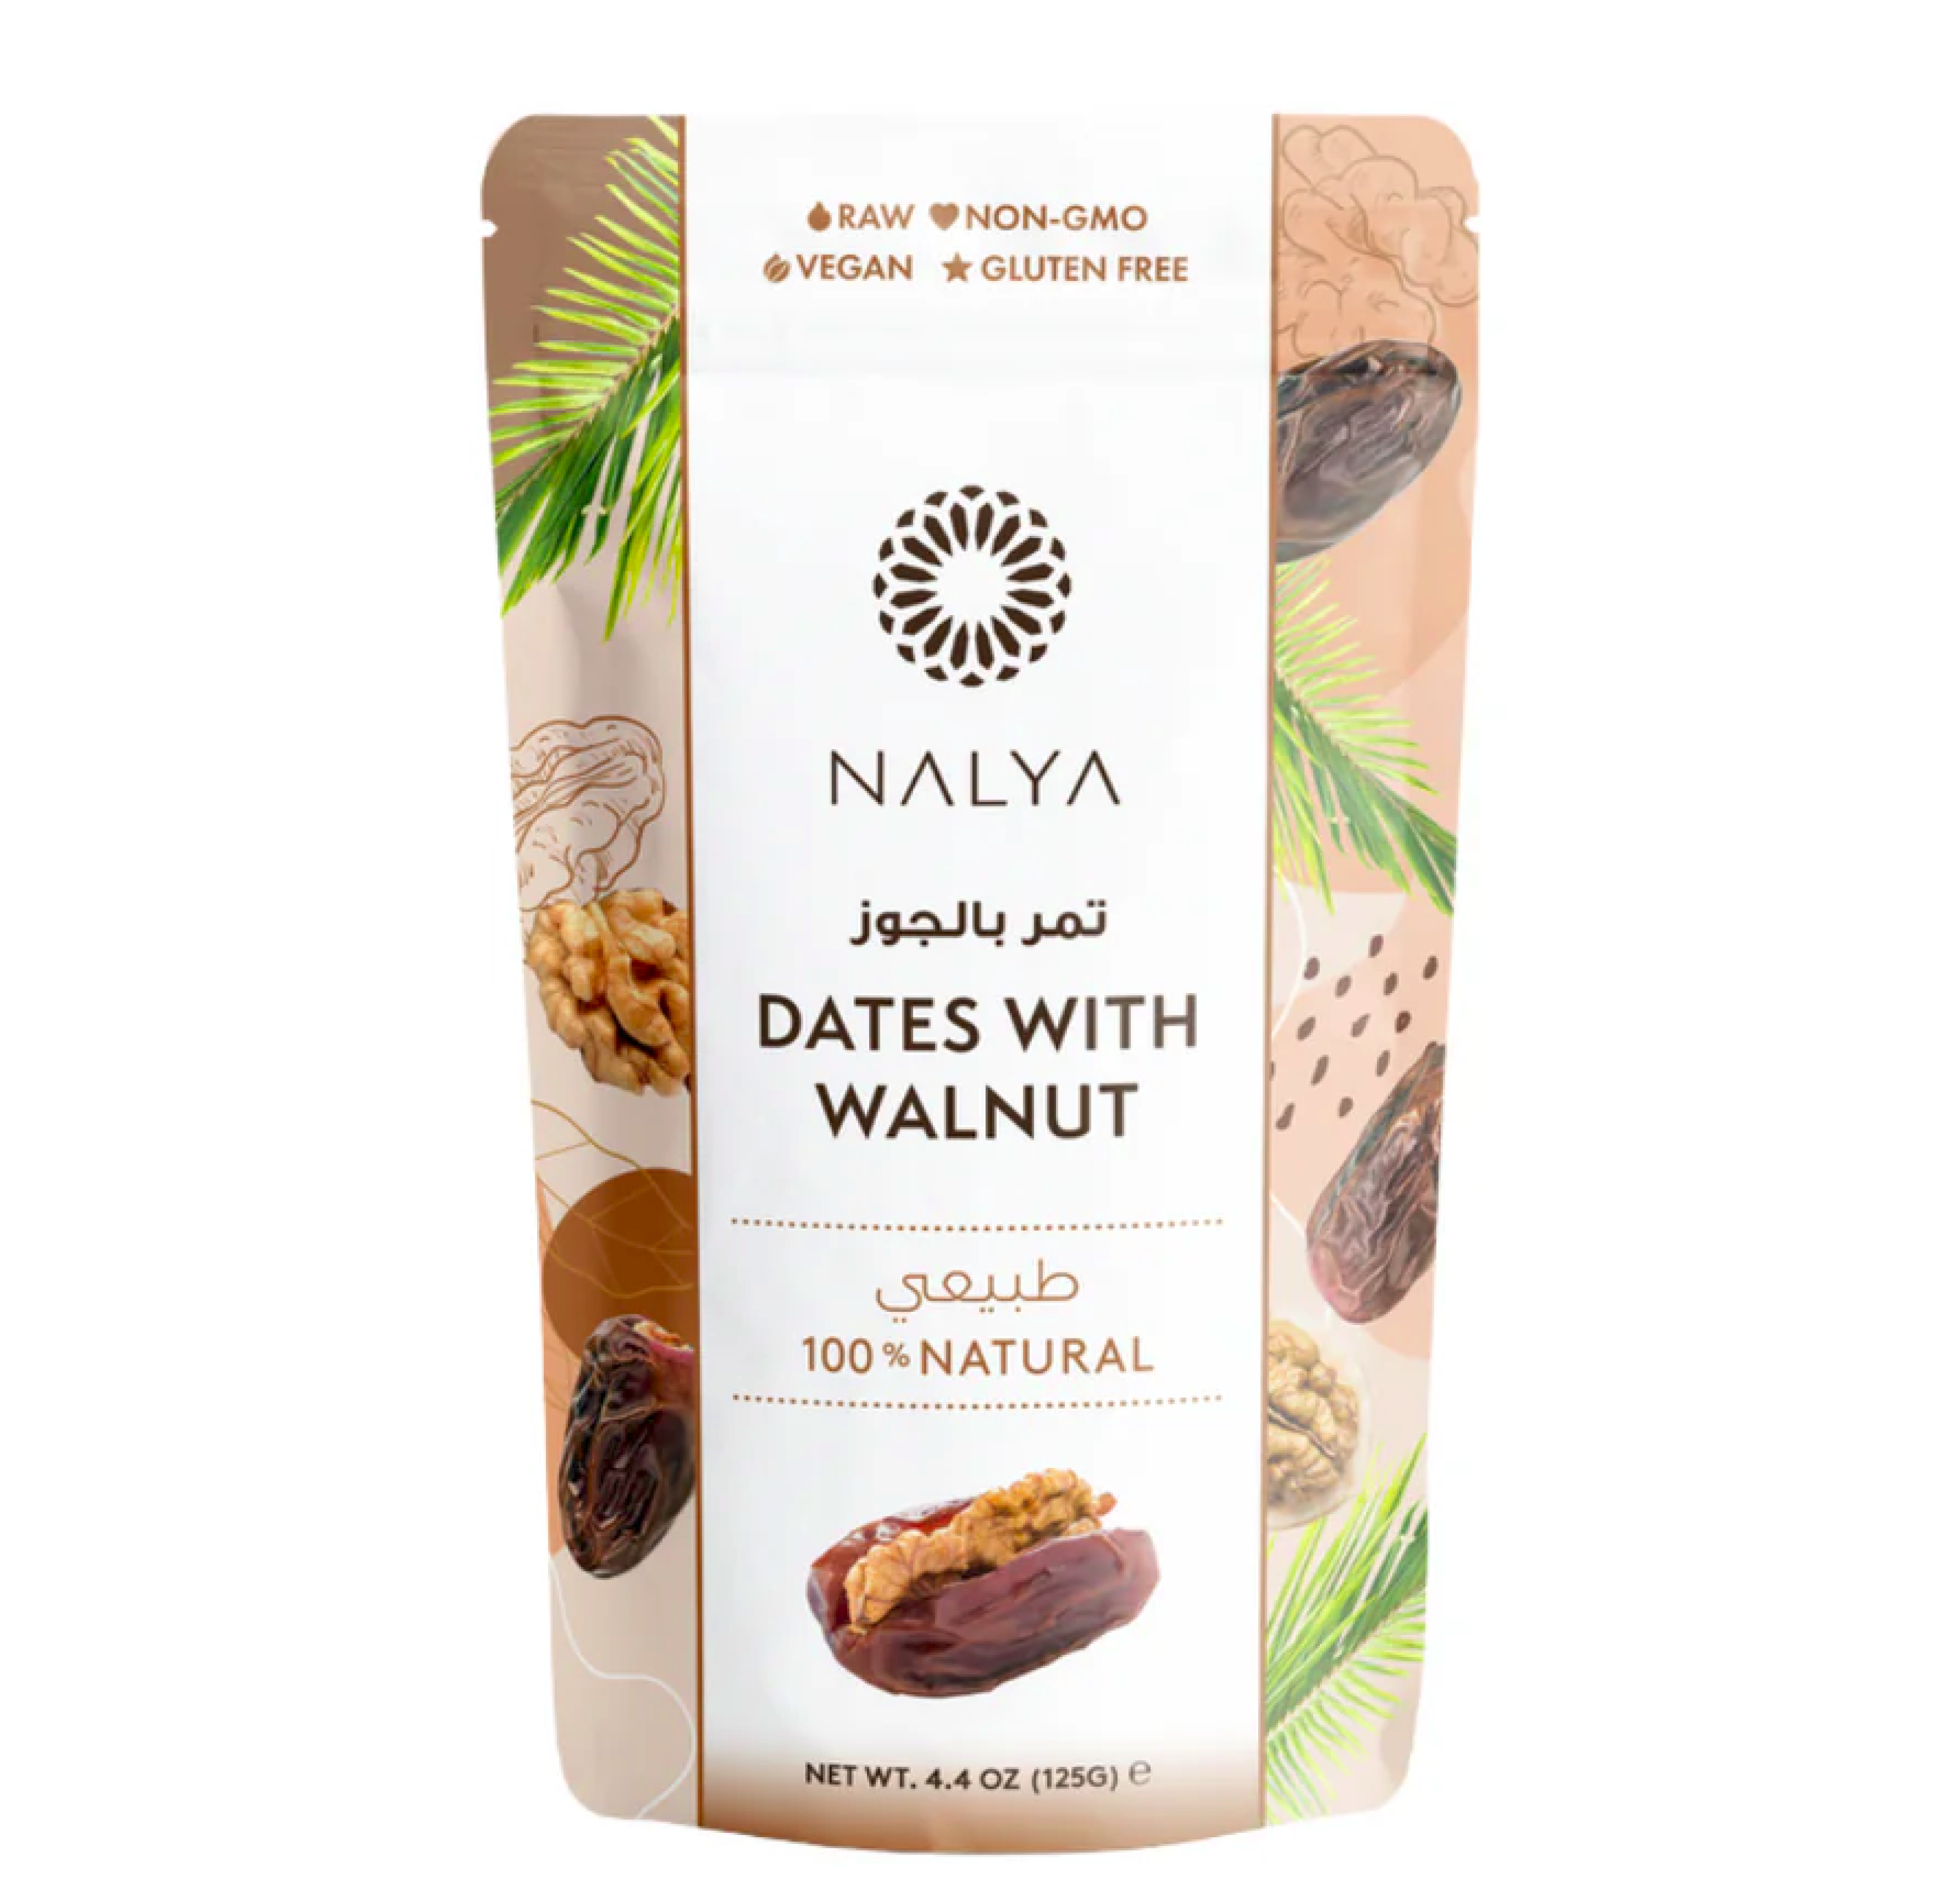 RAW NON-GMO
VEGAN GLUTEN FREE
NALYA
تمر بالجوز
DATES WITH
WALNUT
طبيعي
100% NATURAL
NET WT. 4.4 OZ (125G) ℮